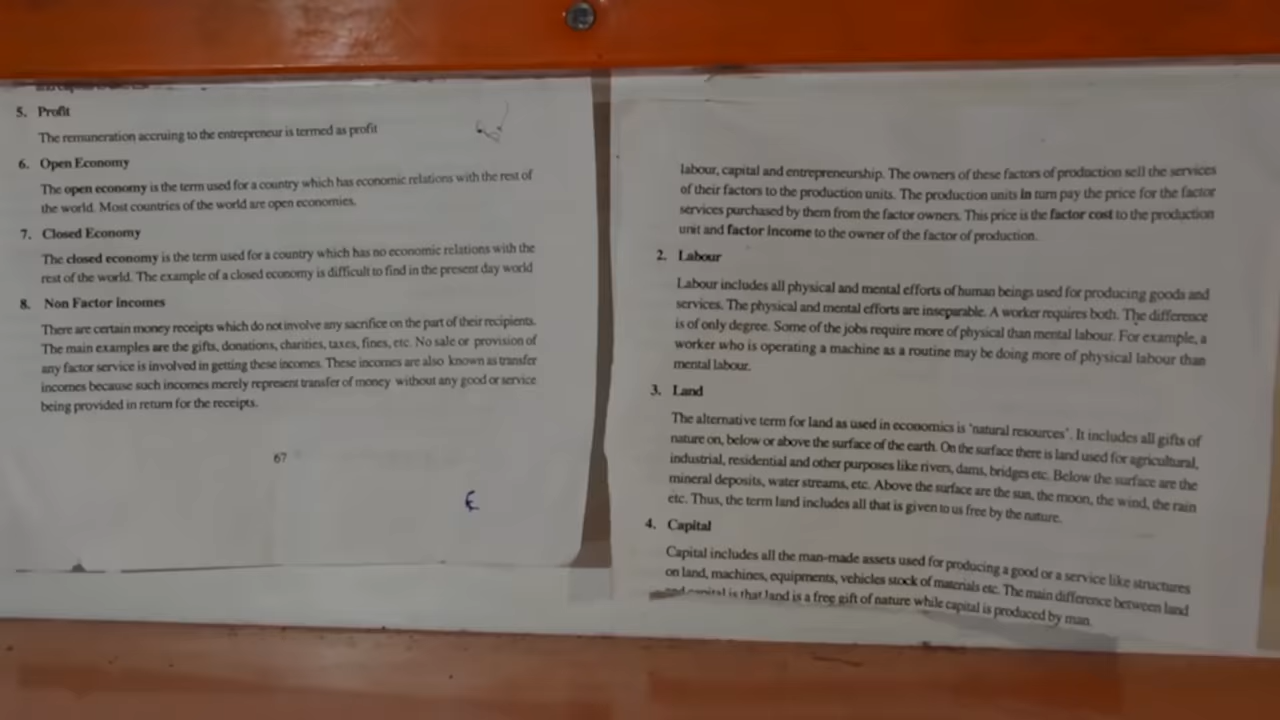 5. Profit
The remuneration accruing to the entrepreneur is termed as profit
6. Open Economy
The open economy is the term used for a country which has economic relations with the rest of
the world. Most countries of the world are open economies.
7. Closed Economy
The closed economy is the term used for a country which has no economic relations with the
rest of the world. The example of a closed economy is difficult to find in the present day world
8. Non Factor incomes
There are certain money receipts which do not involve any sacrifice on the part of their recipients.
The main examples are the gifts, donations, charities, taxes, fines, etc. No sale or provision of
any factor service is involved in getting these incomes. These incomes are also known as transfer
incomes because such incomes merely represent transfer of money without any good or service
being provided in return for the receipts.
67
labour, capital and entrepreneurship. The owners of these factors of production sell the services
of their factors to the production units. The production units in turn pay the price for the factor
services purchased by them from the factor owners. This price is the factor cost to the production
unit and factor income to the owner of the factor of production.
2. Labour
Labour includes all physical and mental efforts of human beings used for producing goods and
services. The physical and mental efforts are inseparable. A worker requires both. The difference
is of only degree. Some of the jobs require more of physical than mental labour. For example, a
worker who is operating a machine as a routine may be doing more of physical labour than
mental labour.
3. Land
The alternative term for land as used in economics is 'natural resources'. It includes all gifts of
nature on, below or above the surface of the earth. On the surface there is land used for agricultural,
industrial, residential and other purposes like rivers, dams, bridges etc. Below the surface are the
mineral deposits, water streams, etc. Above the surface are the sun, the moon, the wind, the rain
etc. Thus, the term land includes all that is given to us free by the nature.
4. Capital
Capital includes all the man-made assets used for producing a good or a service like structures
on land, machines, equipments, vehicles stock of materials etc. The main difference between land
and capital is that land is a free gift of nature while capital is produced by man.